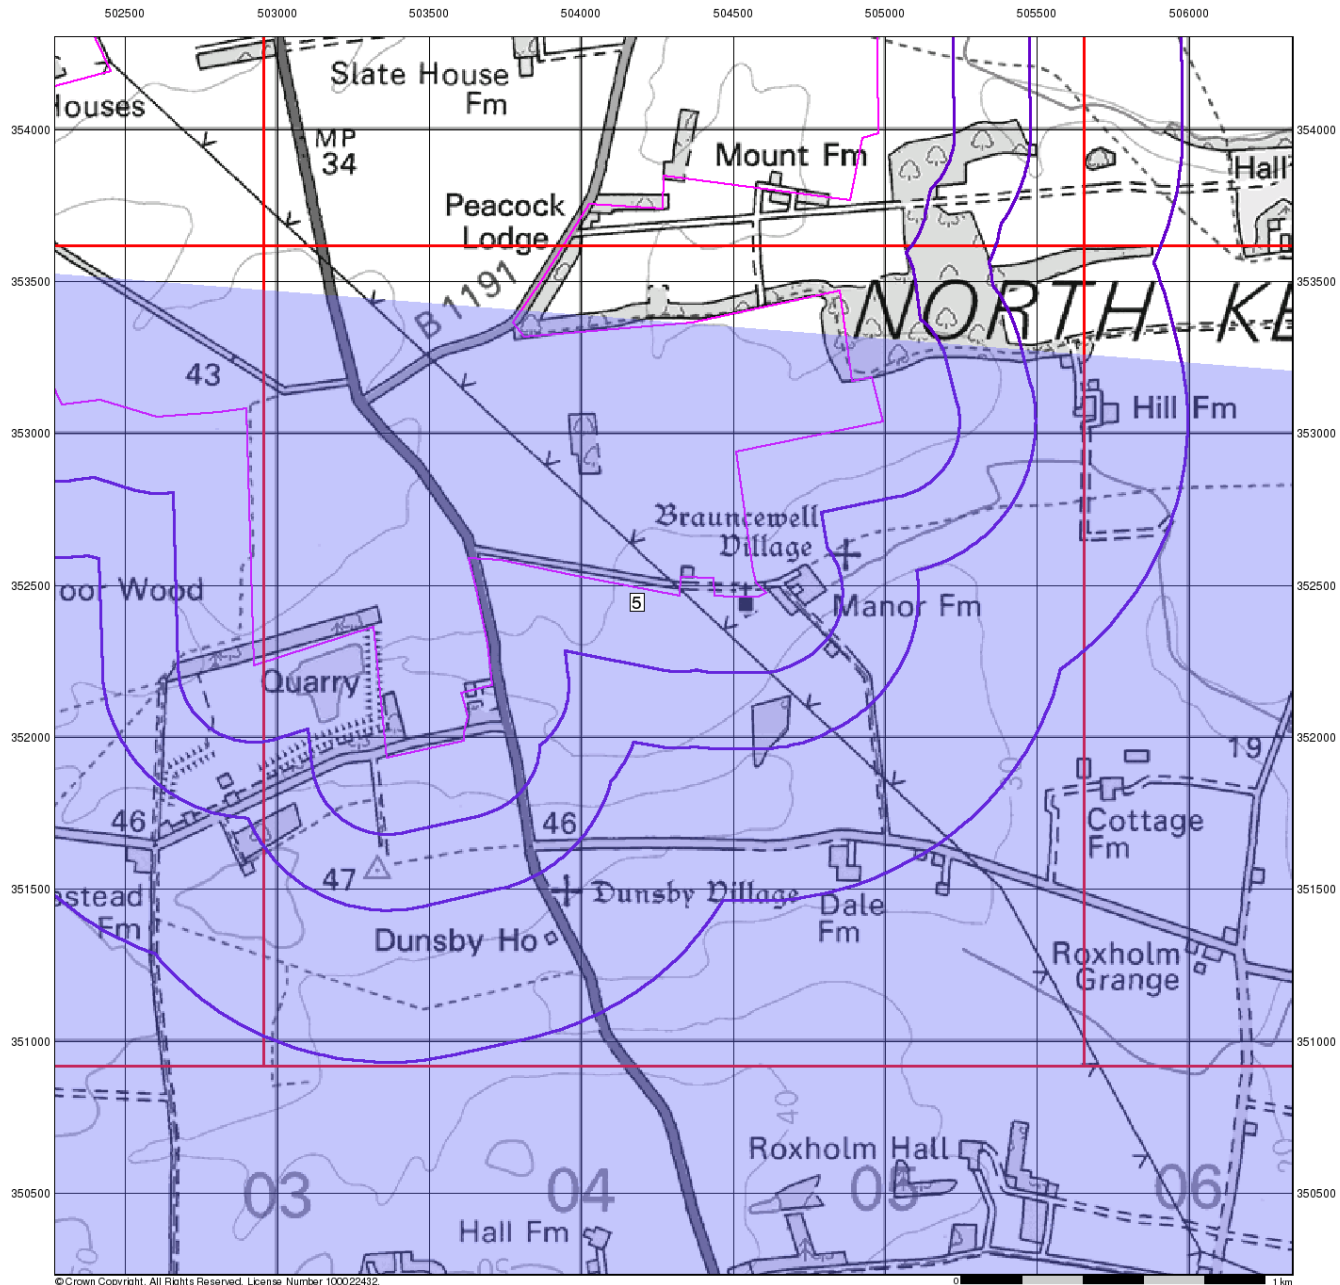 502500 503000 503500 504000 504500 505000 505500 506000
Slate House
Fm
Houses
354000
MP
34
Mount Fm
354000
Hall
Peacock
Lodge
353500
B 1191
NORTH KE
353500
43
Hill Fm
353000
353000
Brauncewell
Village
352500
oor Wood
5
Manor Fm
352500
Quarry
352000
352000
19
50
46
46
Cottage
Fm
47
351500
stead
Fm
Dunsby Village
Dale
Fm
351500
Dunsby Ho
Roxholm
Grange
351000
351000
40
Roxholm Hall
20
350500
03
04
05
06
350500
Hall Fm
50
50
© Crown Copyright. All Rights Reserved. License Number 100022432.
0
1 km